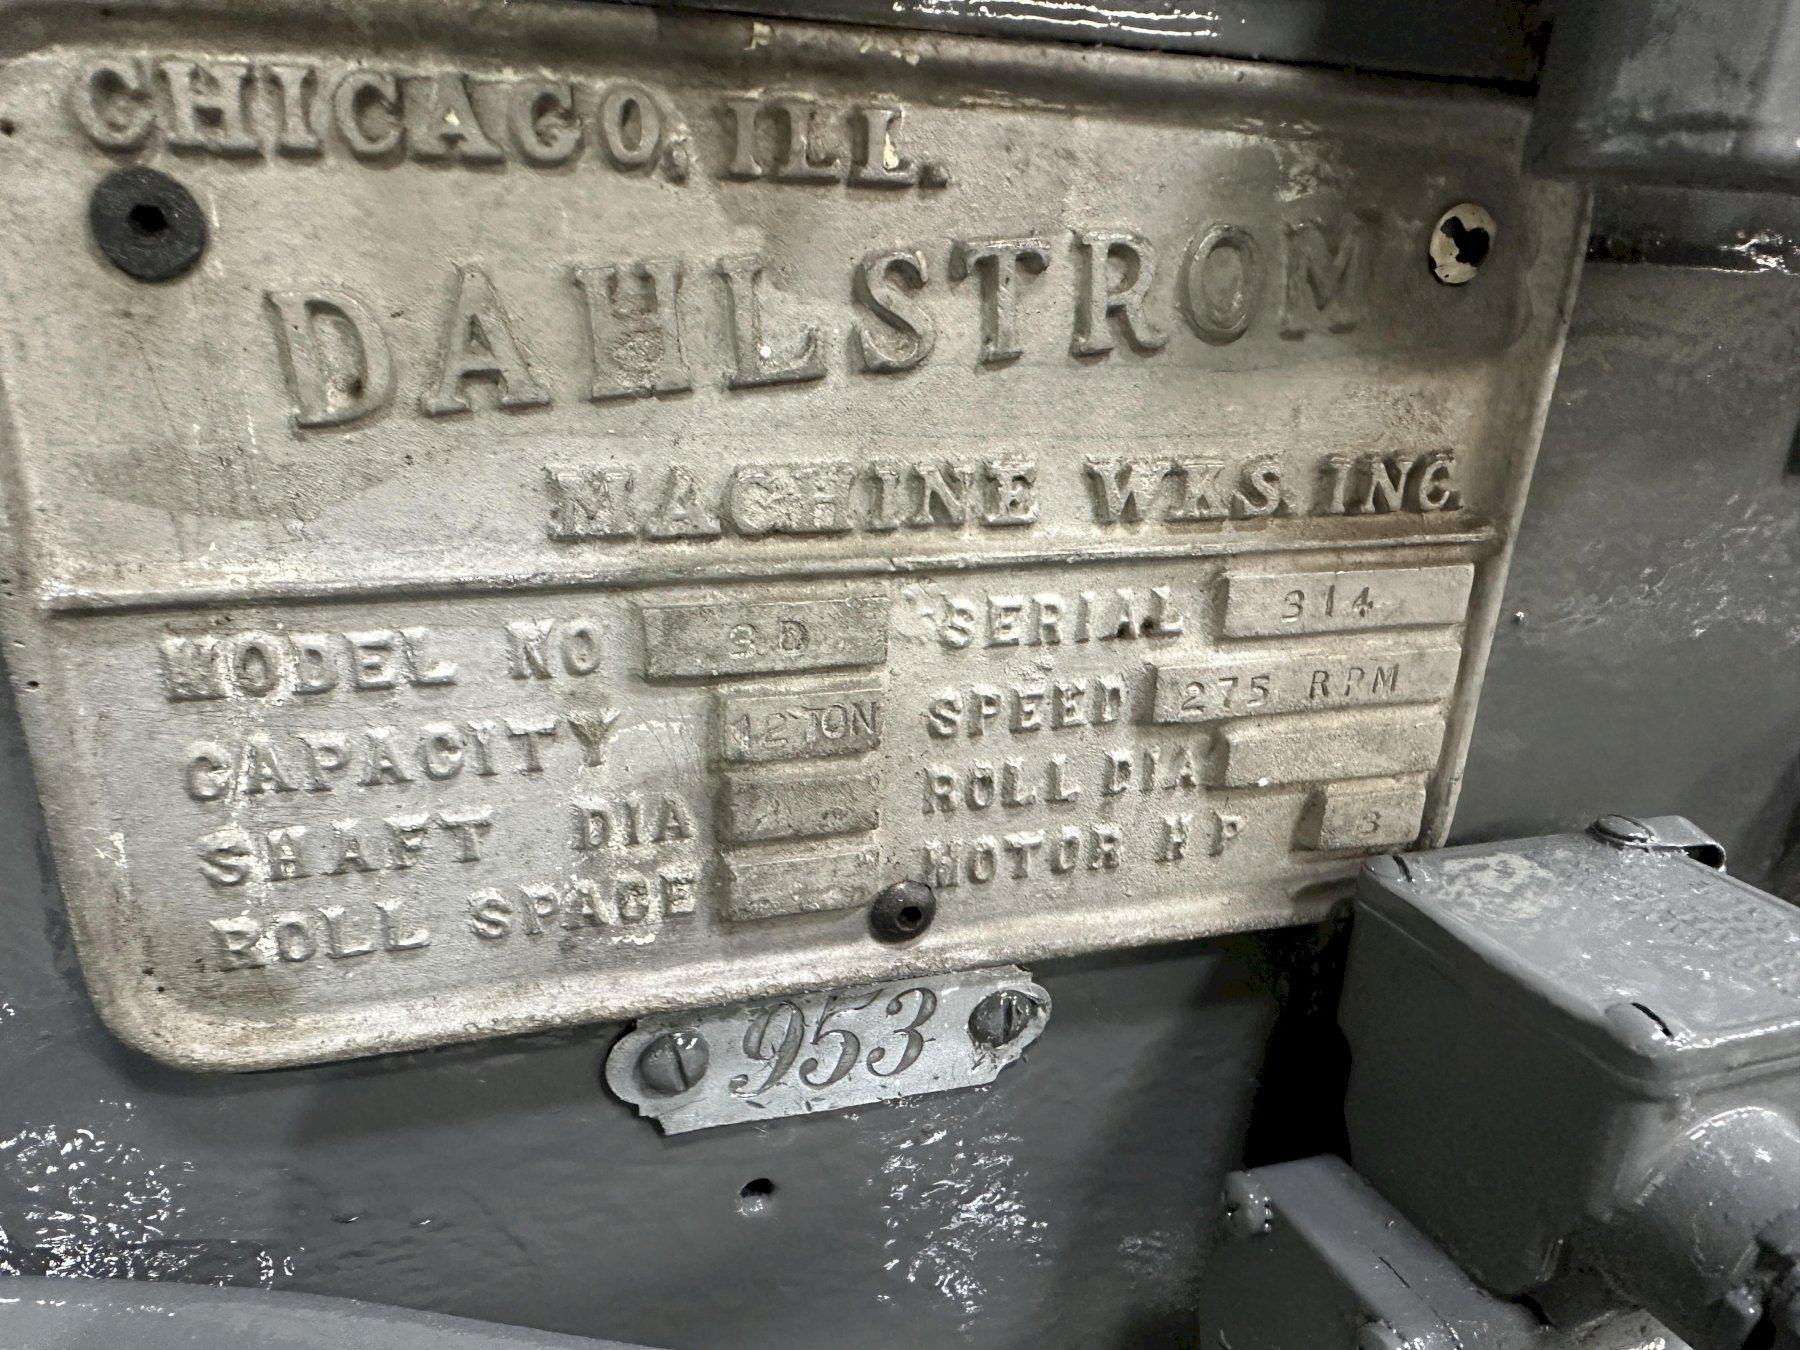 CHICAGO, ILL.
DAHLSTROM
MACHINE WKS. INC.
MODEL NO 3D SERIAL 314
CAPACITY 12 TON SPEED 275 RPM
SHAFT DIA ROLL DIA
ROLL SPACE MOTOR H P 3
953